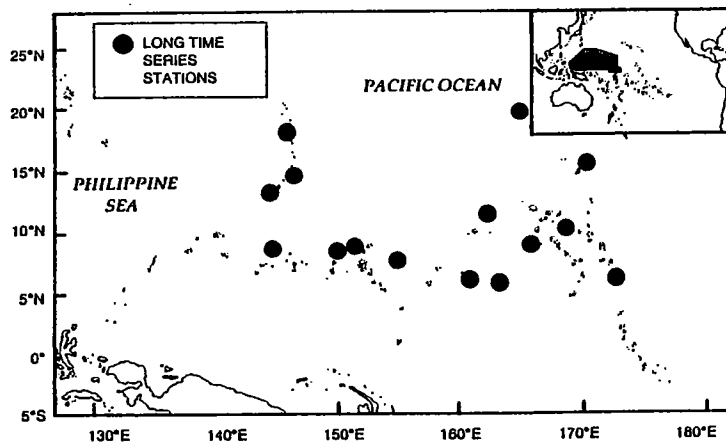 25°N
LONG TIME
SERIES
STATIONS
PACIFIC OCEAN
20°N
15°N
PHILIPPINE
SEA
10°N
5°N
0°
5°S
130°E
140°E
150°E
160°E
170°E
180°E